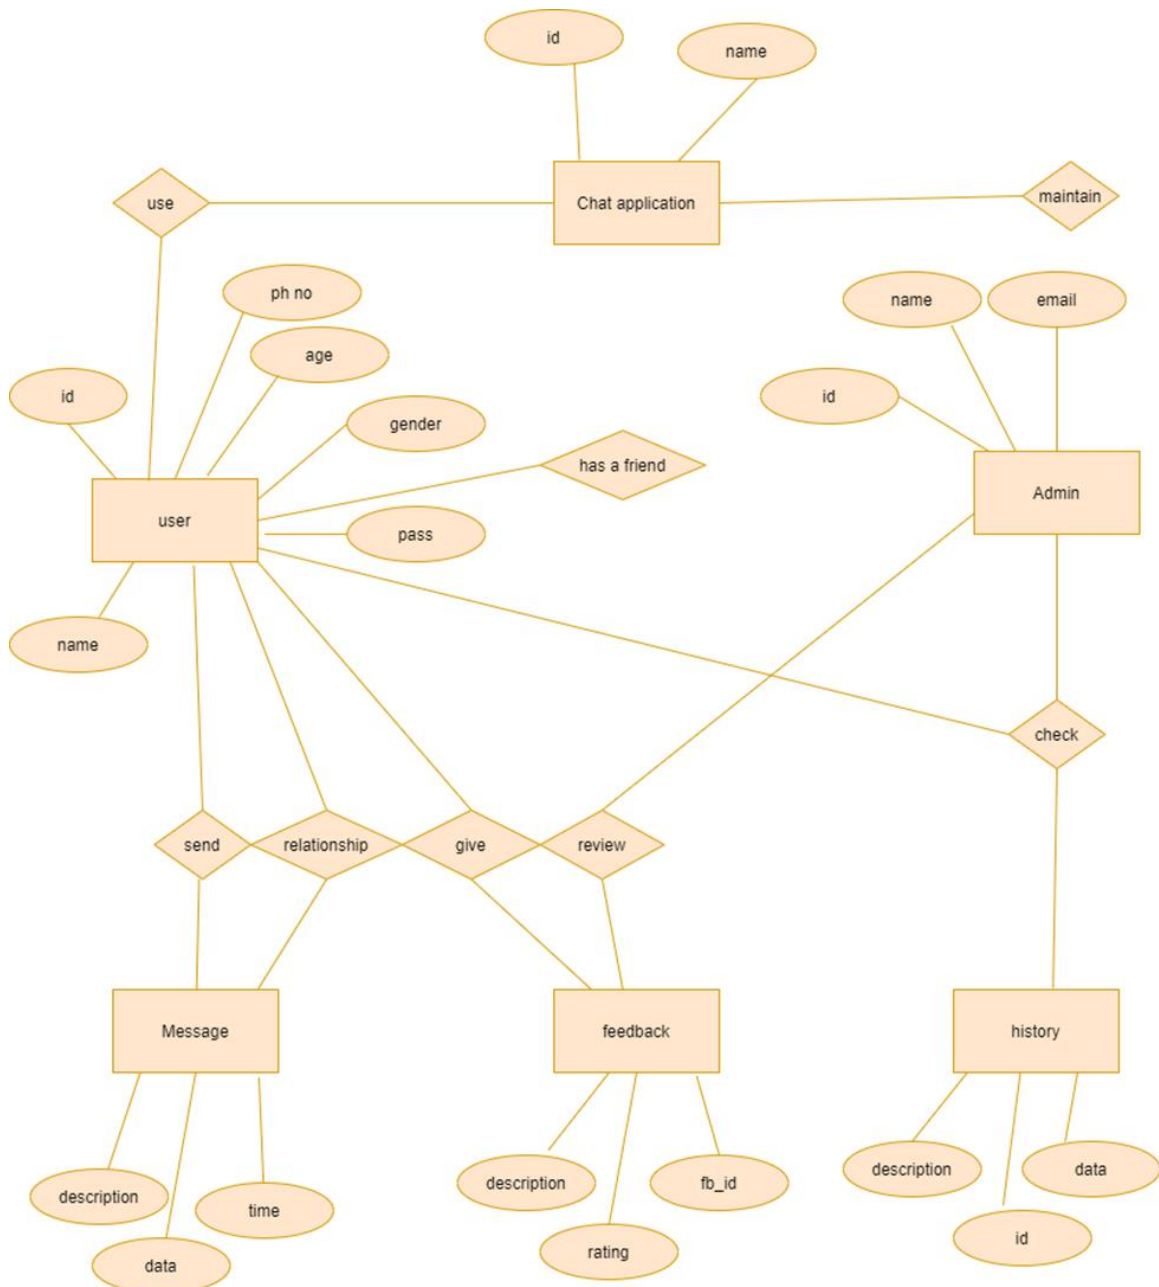 id
name
use
Chat application
maintain
ph no
name
email
age
id
id
gender
has a friend
Admin
user
pass
name
check
send
relationship
give
review
Message
feedback
history
description
time
data
description
fb_id
rating
description
data
id